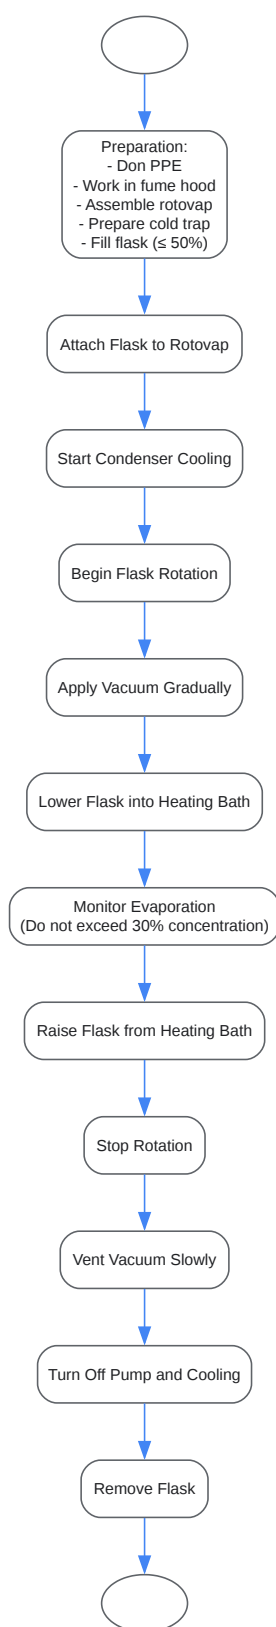 Preparation:
- Don PPE
- Work in fume hood
- Assemble rotovap
- Prepare cold trap
- Fill flask (≤ 50%)
Attach Flask to Rotovap
Start Condenser Cooling
Begin Flask Rotation
Apply Vacuum Gradually
Lower Flask into Heating Bath
Monitor Evaporation
(Do not exceed 30% concentration)
Raise Flask from Heating Bath
Stop Rotation
Vent Vacuum Slowly
Turn Off Pump and Cooling
Remove Flask